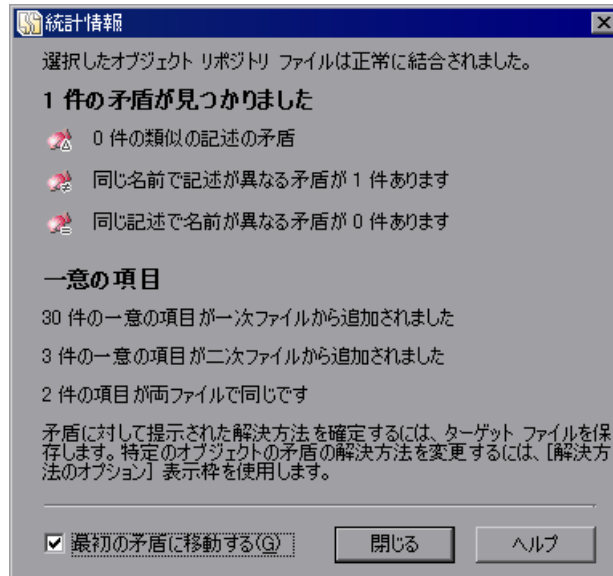 統計情報
選択したオブジェクト リポジトリ ファイルは正常に結合されました。
1 件の矛盾が見つかりました
0 件の類似の記述の矛盾
同じ名前で記述が異なる矛盾が 1 件あります
同じ記述で名前が異なる矛盾が 0 件あります
一意の項目
30 件の一意の項目が一次ファイルから追加されました
3 件の一意の項目が二次ファイルから追加されました
2 件の項目が両ファイルで同じです
矛盾に対して提示された解決方法を確定するには、ターゲット ファイルを保
存します。特定のオブジェクトの矛盾の解決方法を変更するには、[解決方
法のオプション] 表示枠を使用します。
最初の矛盾に移動する(G) 閉じる ヘルプ